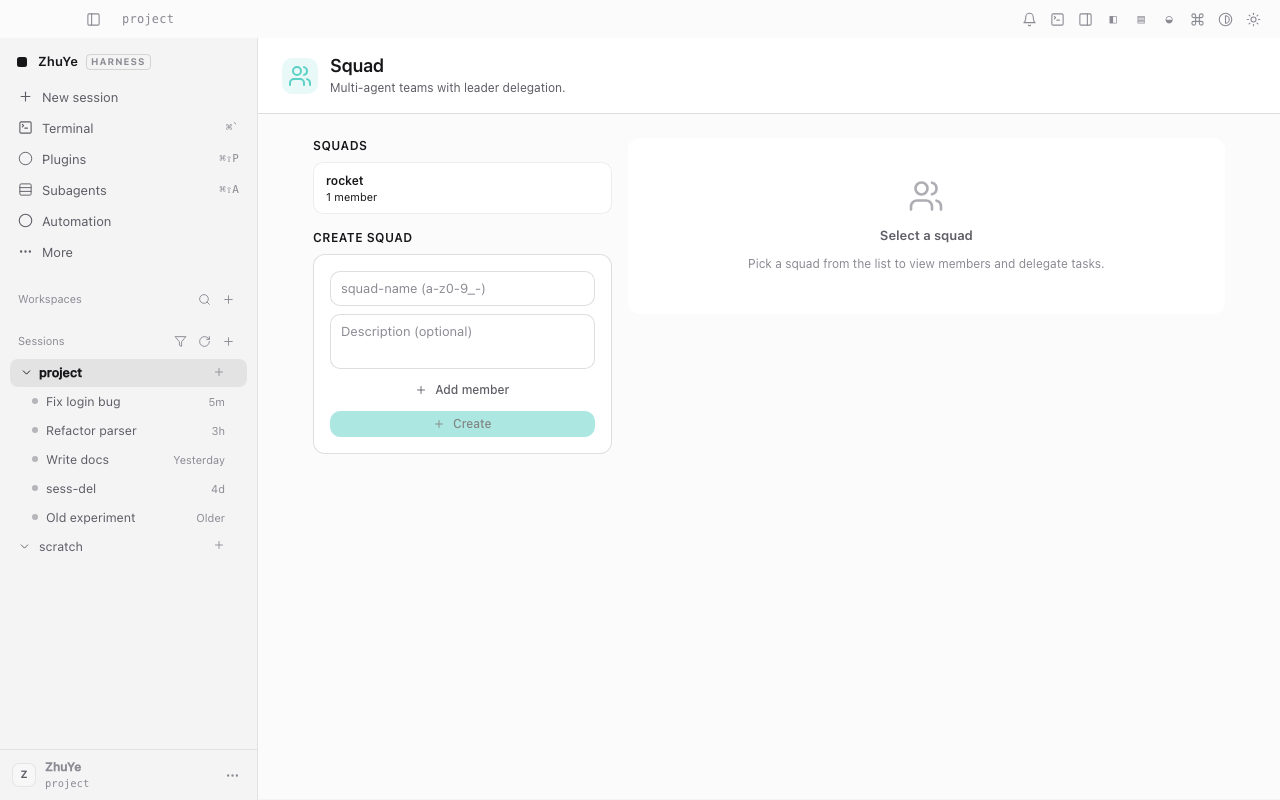 project
ZhuYe HARNESS
New session
Terminal ⌘`
Plugins ⌘⇧P
Subagents ⌘⇧A
Automation
More
Workspaces
Sessions
project
Fix login bug 5m
Refactor parser 3h
Write docs Yesterday
sess-del 4d
Old experiment Older
scratch
Z
ZhuYe
project
Squad
Multi-agent teams with leader delegation.
SQUADS
rocket
1 member
CREATE SQUAD
squad-name (a-z0-9_-)
Description (optional)
Add member
Create
Select a squad
Pick a squad from the list to view members and delegate tasks.